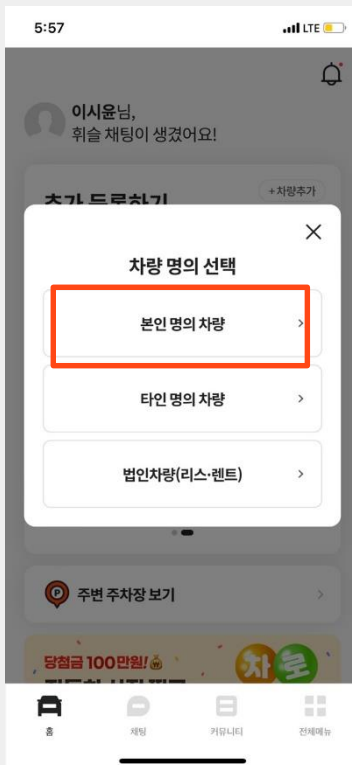 5:57
LTE
이시윤님,
휘슬 채팅이 생겼어요!
+차량추가
추가 등록하기
차량 명의 선택
본인 명의 차량
타인 명의 차량
법인차량(리스·렌트)
P
주변 주차장 보기
당첨금 100만원!
차로
홈
채팅
커뮤니티
전체메뉴